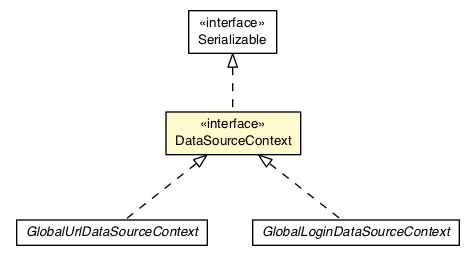 «interface»
Serializable
«interface»
DataSourceContext
GlobalUrlDataSourceContext
GlobalLoginDataSourceContext